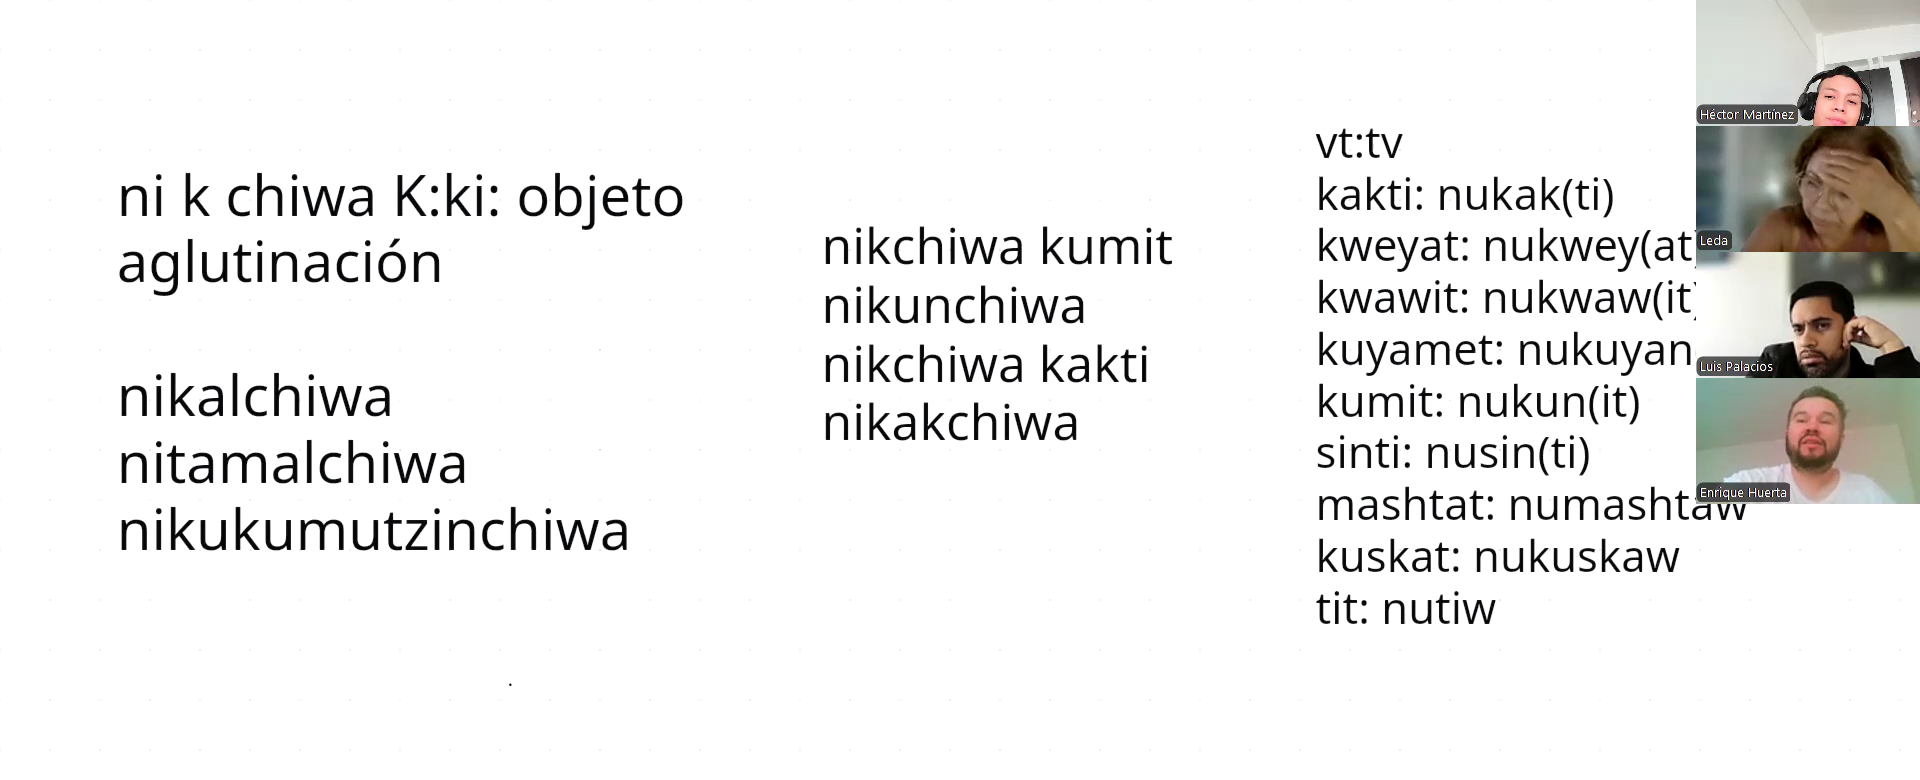 ni k chiwa K:ki: objeto
aglutinación
nikalchiwa
nitamalchiwa
nikukumutzinchiwa
nikchiwa kumit
nikunchiwa
nikchiwa kakti
nikakchiwa
vt:tv
kakti: nukak(ti)
kweyat: nukwey(at)
kwawit: nukwaw(it)
kuyamet: nukuyan
kumit: nukun(it)
sinti: nusin(ti)
mashtat: numashtaw
kuskat: nukuskaw
tit: nutiw
Héctor Martínez
Leda
Luis Palacios
Enrique Huerta